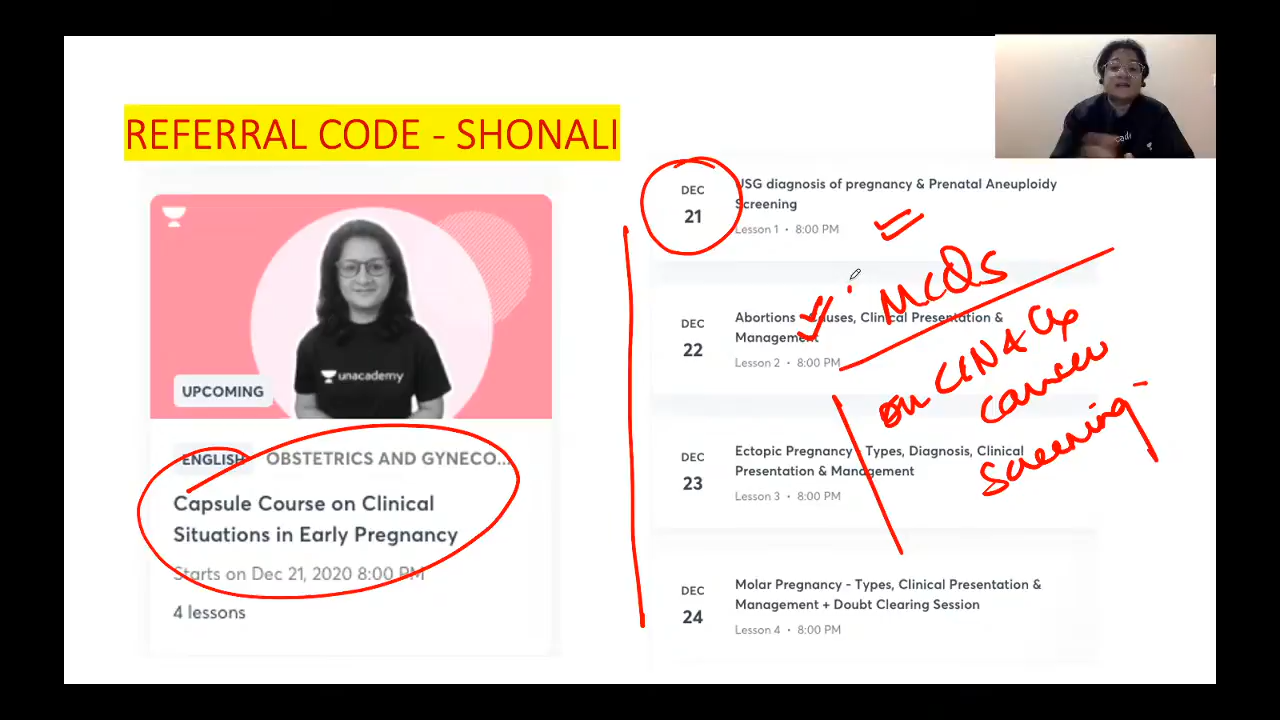 REFERRAL CODE - SHONALI
unacademy
UPCOMING
ENGLISH OBSTETRICS AND GYNECO...
Capsule Course on Clinical
Situations in Early Pregnancy
Starts on Dec 21, 2020 8:00 PM
4 lessons
DEC
21
USG diagnosis of pregnancy & Prenatal Aneuploidy
Screening
Lesson 1 • 8:00 PM
DEC
22
Abortions - Causes, Clinical Presentation &
Management
Lesson 2 • 8:00 PM
DEC
23
Ectopic Pregnancy - Types, Diagnosis, Clinical
Presentation & Management
Lesson 3 • 8:00 PM
DEC
24
Molar Pregnancy - Types, Clinical Presentation &
Management + Doubt Clearing Session
Lesson 4 • 8:00 PM
MCQs
on CIN & Cx
cancer
screening